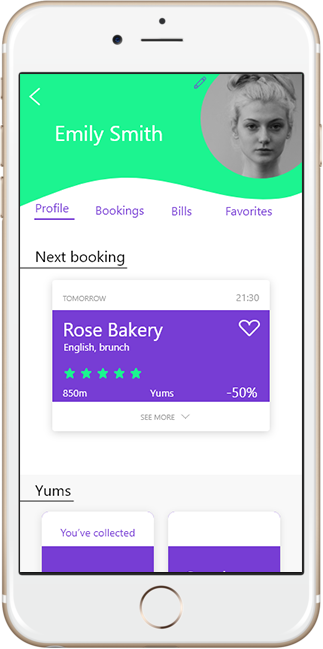 Emily Smith
Profile Bookings Bills Favorites
Next booking
TOMORROW 21:30
Rose Bakery
English, brunch
850m Yums -50%
SEE MORE
Yums
You've collected